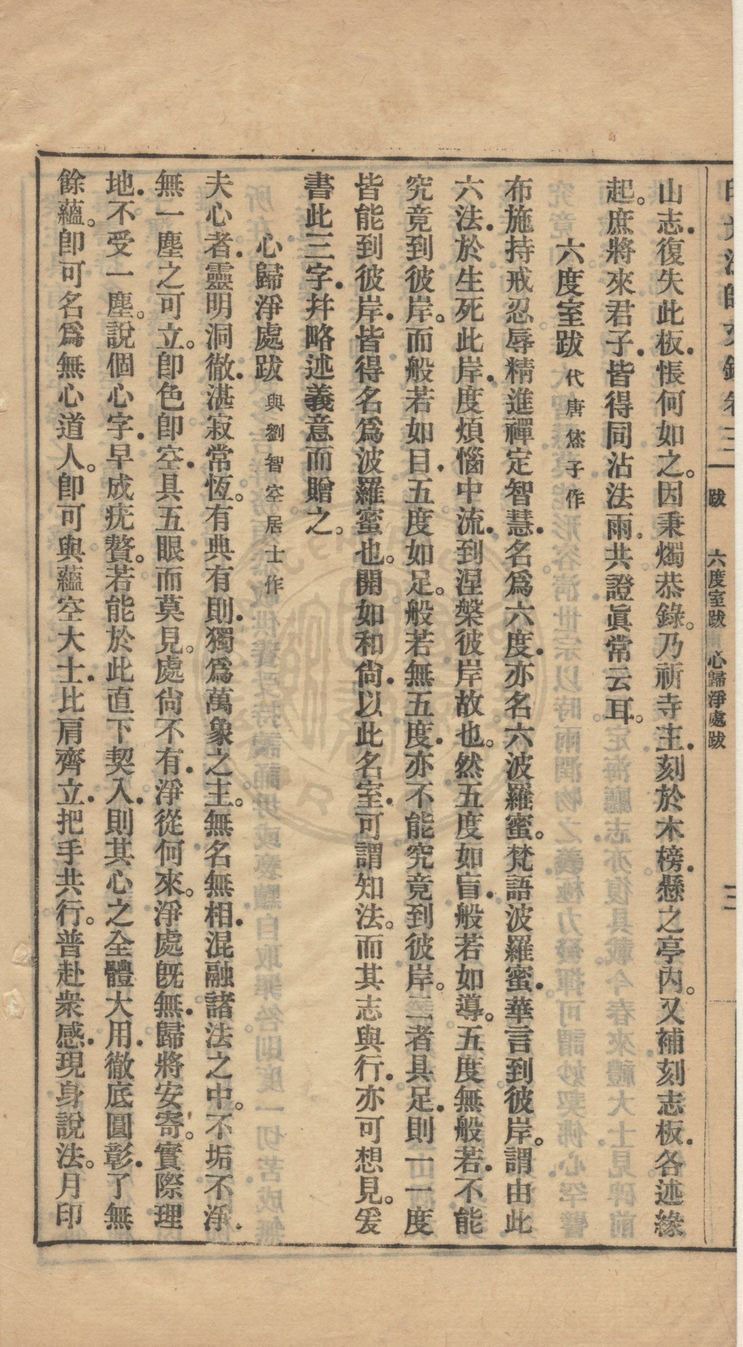 印光法師文鈔卷三 跋 六度室跋 心歸淨處跋 三
山志。復失此板。悵何如之。因秉燭恭錄。乃祈寺主。刻於木榜。懸之亭內。又補刻志板。各述緣
起。庶將來君子。皆得同沾法雨。共證眞常云耳。
六度室跋 代唐 子作
布施持戒忍辱精進禪定智慧。名爲六度。亦名六波羅蜜。梵語波羅蜜。華言到彼岸。謂由此
六法。於生死此岸。度煩惱中流。到涅槃彼岸故也。然五度如盲。般若如導。五度無般若。不能
究竟到彼岸。而般若如目。五度如足。般若無五度。亦不能究竟到彼岸。二者具足。則一一度
皆能到彼岸。皆得名爲波羅蜜也。開如和尙。以此名室。可謂知法。而其志與行。亦可想見。爰
書此三字。幷略述義意而贈之。
心歸淨處跋 與劉智空居士作
夫心者。靈明洞徹。湛寂常恆。有典有則。獨爲萬象之主。無名無相。混融諸法之中。不垢不淨。
無一塵之可立。卽色卽空。具五眼而莫見。處尙不有。淨從何來。淨處旣無。歸將安寄。實際理
地。不受一塵。說個心字。早成疣贅。若能於此直下契入。則其心之全體大用。徹底圓彰。了無
餘蘊。卽可名爲無心道人。卽可與蘊空大士。比肩齊立。把手共行。普赴衆感。現身說法。月印